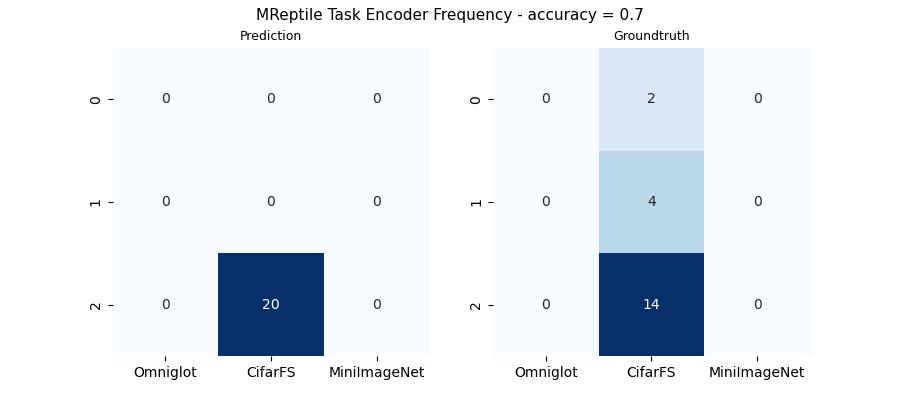 MReptile Task Encoder Frequency - accuracy = 0.7
Prediction
Groundtruth
0 0 0 0
0 0 2 0
1 0 0 0
1 0 4 0
2 0 20 0
2 0 14 0
Omniglot CifarFS MiniImageNet
Omniglot CifarFS MiniImageNet